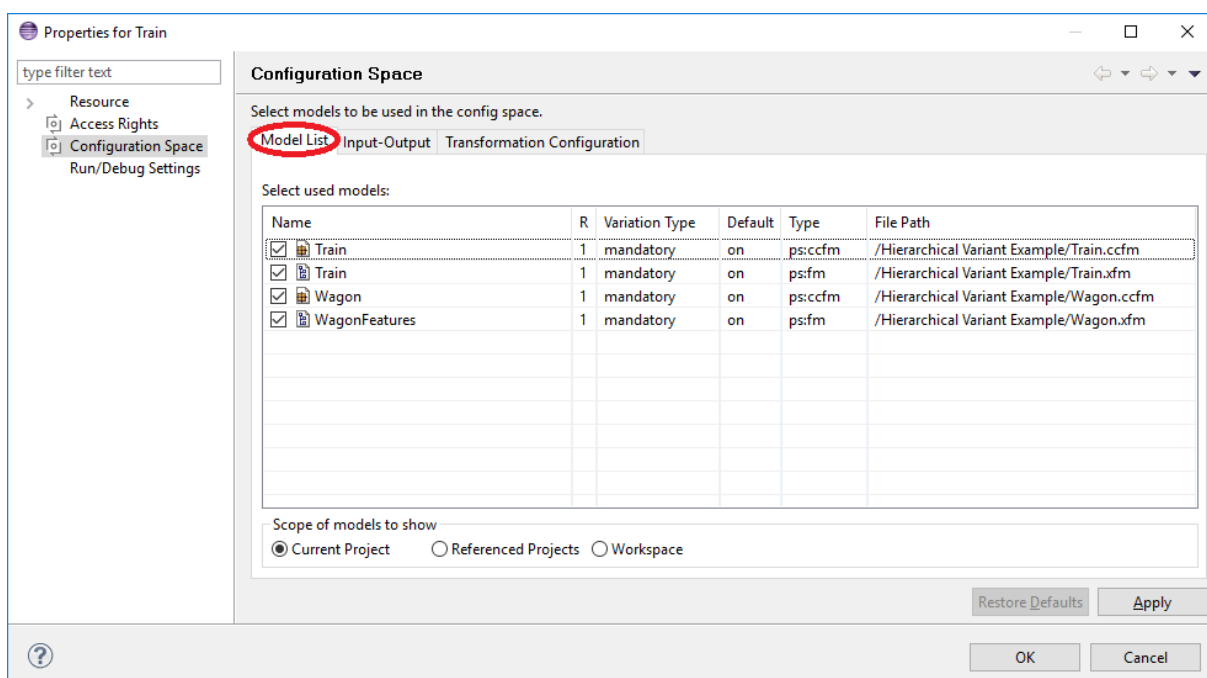 Properties for Train
type filter text
Resource
Access Rights
Configuration Space
Run/Debug Settings
Configuration Space
Select models to be used in the config space.
Model List Input-Output Transformation Configuration
Select used models:
Name R Variation Type Default Type File Path
Train 1 mandatory on ps:ccfm /Hierarchical Variant Example/Train.ccfm
Train 1 mandatory on ps:fm /Hierarchical Variant Example/Train.xfm
Wagon 1 mandatory on ps:ccfm /Hierarchical Variant Example/Wagon.ccfm
WagonFeatures 1 mandatory on ps:fm /Hierarchical Variant Example/Wagon.xfm
Scope of models to show
Current Project Referenced Projects Workspace
Restore Defaults Apply
? OK Cancel